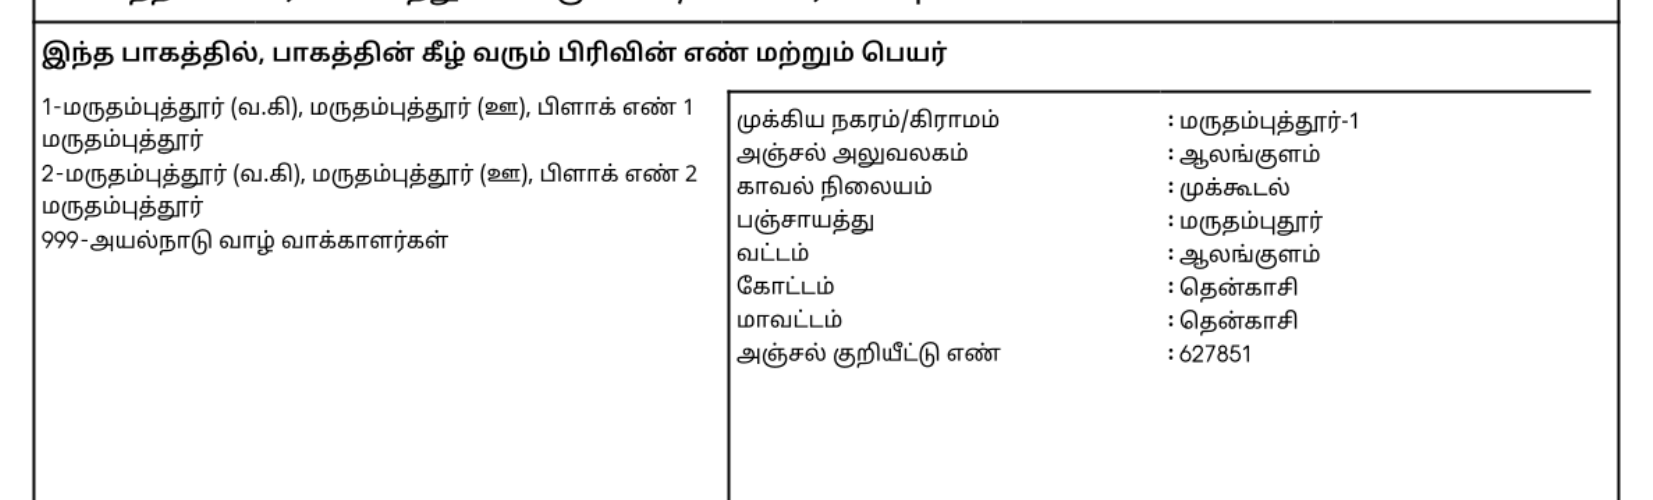 இந்த பாகத்தில், பாகத்தின் கீழ் வரும் பிரிவின் எண் மற்றும் பெயர்
1-மருதம்புத்தூர் (வ.கி), மருதம்புத்தூர் (ஊ), பிளாக் எண் 1
மருதம்புத்தூர்
2-மருதம்புத்தூர் (வ.கி), மருதம்புத்தூர் (ஊ), பிளாக் எண் 2
மருதம்புத்தூர்
999-அயல்நாடு வாழ் வாக்காளர்கள்
முக்கிய நகரம்/கிராமம் : மருதம்புத்தூர்-1
அஞ்சல் அலுவலகம் : ஆலங்குளம்
காவல் நிலையம் : முக்கூடல்
பஞ்சாயத்து : மருதம்புதூர்
வட்டம் : ஆலங்குளம்
கோட்டம் : தென்காசி
மாவட்டம் : தென்காசி
அஞ்சல் குறியீட்டு எண் : 627851